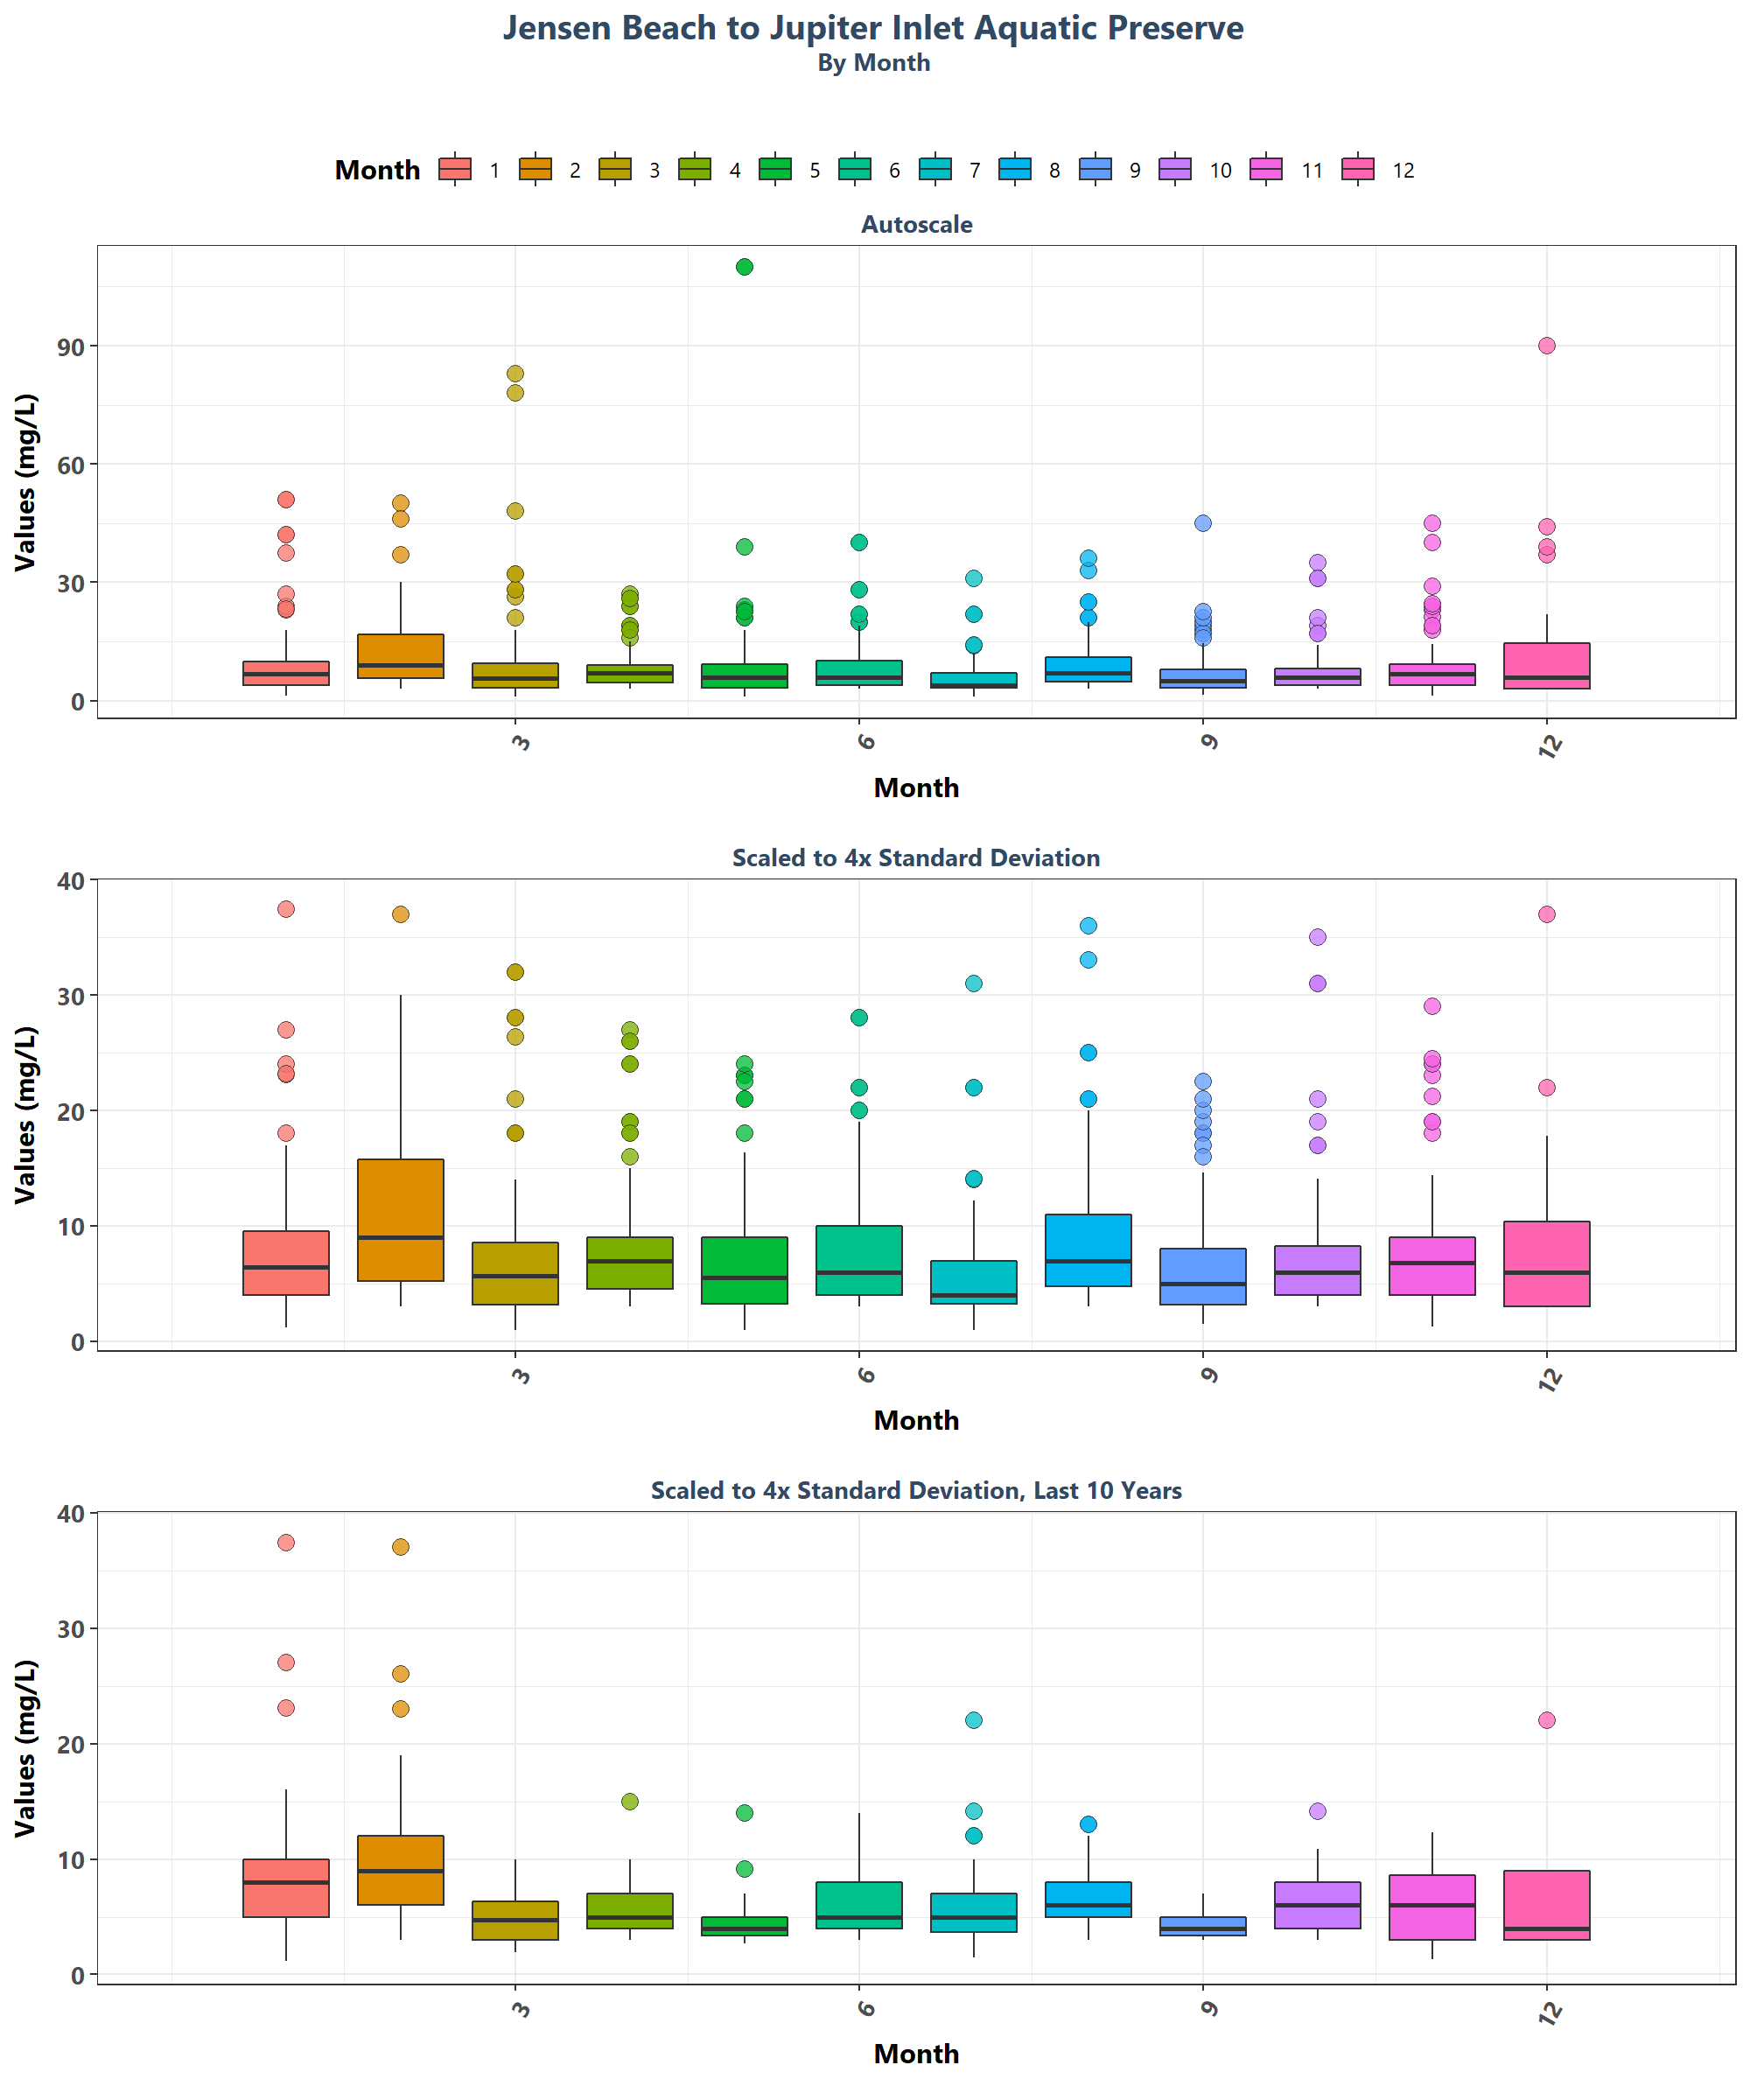 Jensen Beach to Jupiter Inlet Aquatic Preserve
By Month
Month 1 2 3 4 5 6 7 8 9 10 11 12
Autoscale
Values (mg/L)
90
60
30
0
3 6 9 12
Month
Scaled to 4x Standard Deviation
Values (mg/L)
40
30
20
10
0
3 6 9 12
Month
Scaled to 4x Standard Deviation, Last 10 Years
Values (mg/L)
40
30
20
10
0
3 6 9 12
Month